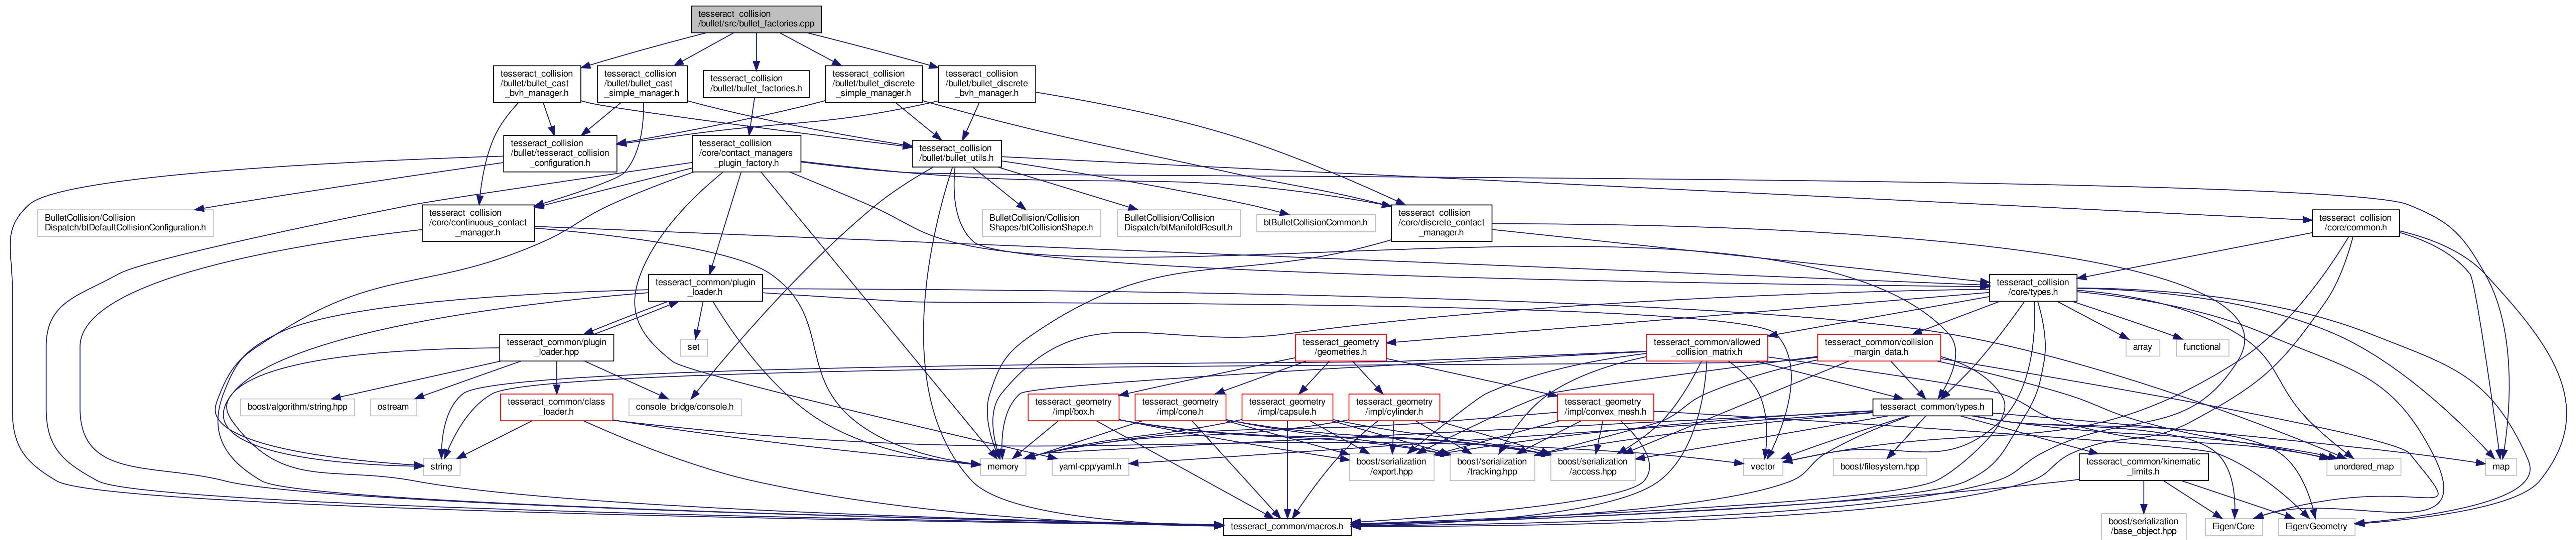 tesseract_collision
/bullet/src/bullet_factories.cpp
tesseract_collision
/bullet/bullet_cast
_bvh_manager.h
tesseract_collision
/bullet/bullet_cast
_simple_manager.h
tesseract_collision
/bullet/bullet_factories.h
tesseract_collision
/bullet/bullet_discrete
_simple_manager.h
tesseract_collision
/bullet/bullet_discrete
_bvh_manager.h
tesseract_collision
/bullet/tesseract_collision
_configuration.h
tesseract_collision
/core/contact_managers
_plugin_factory.h
tesseract_collision
/bullet/bullet_utils.h
BulletCollision/Collision
Dispatch/btDefaultCollisionConfiguration.h
tesseract_collision
/core/continuous_contact
_manager.h
BulletCollision/Collision
Shapes/btCollisionShape.h
BulletCollision/Collision
Dispatch/btManifoldResult.h
btBulletCollisionCommon.h
tesseract_collision
/core/discrete_contact
_manager.h
tesseract_collision
/core/common.h
tesseract_common/plugin
_loader.h
tesseract_collision
/core/types.h
tesseract_common/plugin
_loader.hpp
set
tesseract_geometry
/geometries.h
tesseract_common/allowed
_collision_matrix.h
tesseract_common/collision
_margin_data.h
array
functional
boost/algorithm/string.hpp
ostream
tesseract_common/class
_loader.h
console_bridge/console.h
tesseract_geometry
/impl/box.h
tesseract_geometry
/impl/cone.h
tesseract_geometry
/impl/capsule.h
tesseract_geometry
/impl/cylinder.h
tesseract_geometry
/impl/convex_mesh.h
tesseract_common/types.h
string
memory
yaml-cpp/yaml.h
boost/serialization
/export.hpp
boost/serialization
/tracking.hpp
boost/serialization
/access.hpp
vector
boost/filesystem.hpp
tesseract_common/kinematic
_limits.h
unordered_map
map
tesseract_common/macros.h
boost/serialization
/base_object.hpp
Eigen/Core
Eigen/Geometry